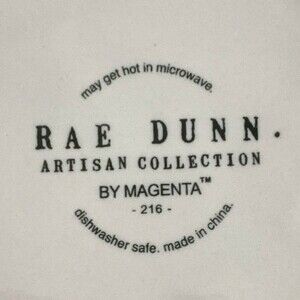 may get hot in microwave.
RAE DUNN.
ARTISAN COLLECTION
BY MAGENTA™
- 216 -
dishwasher safe. made in china.